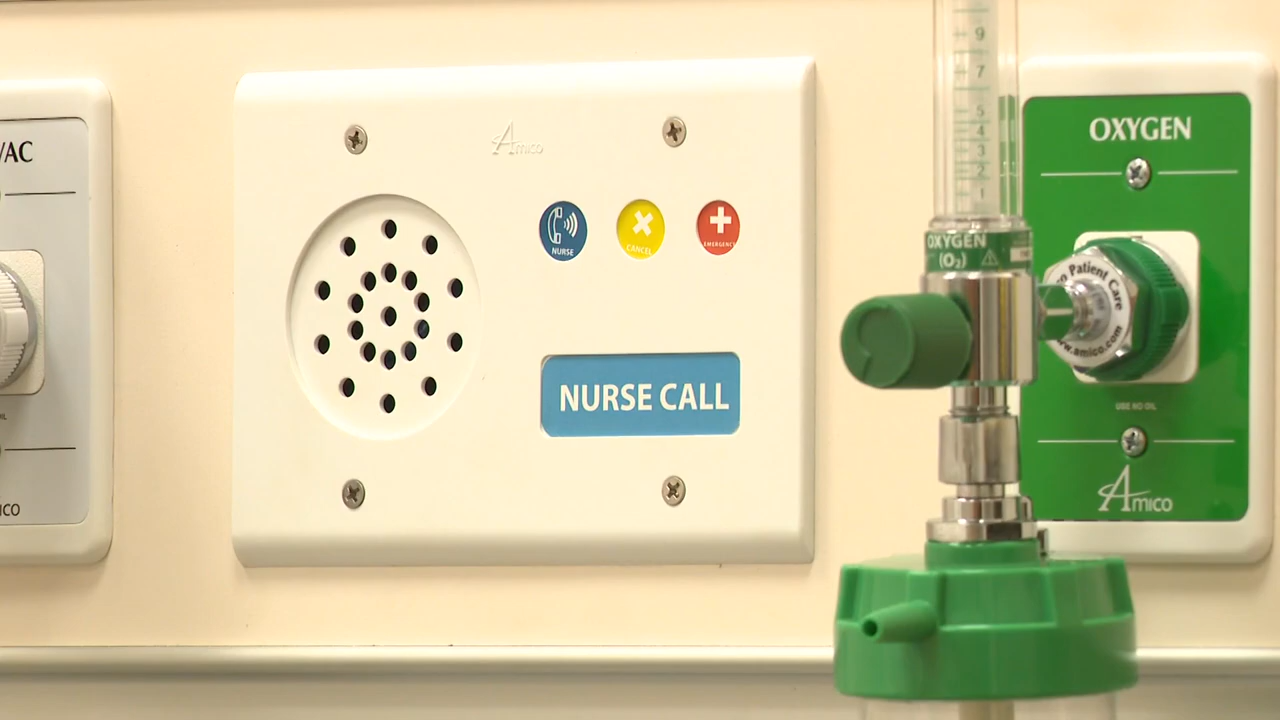 VAC
AMICO
NURSE
CANCEL
EMERGENCY
NURSE CALL
9
7
5
4
3
2
1
OXYGEN
(O₂)
OXYGEN
Patient Care
www.amico.com
USE NO OIL
AMICO